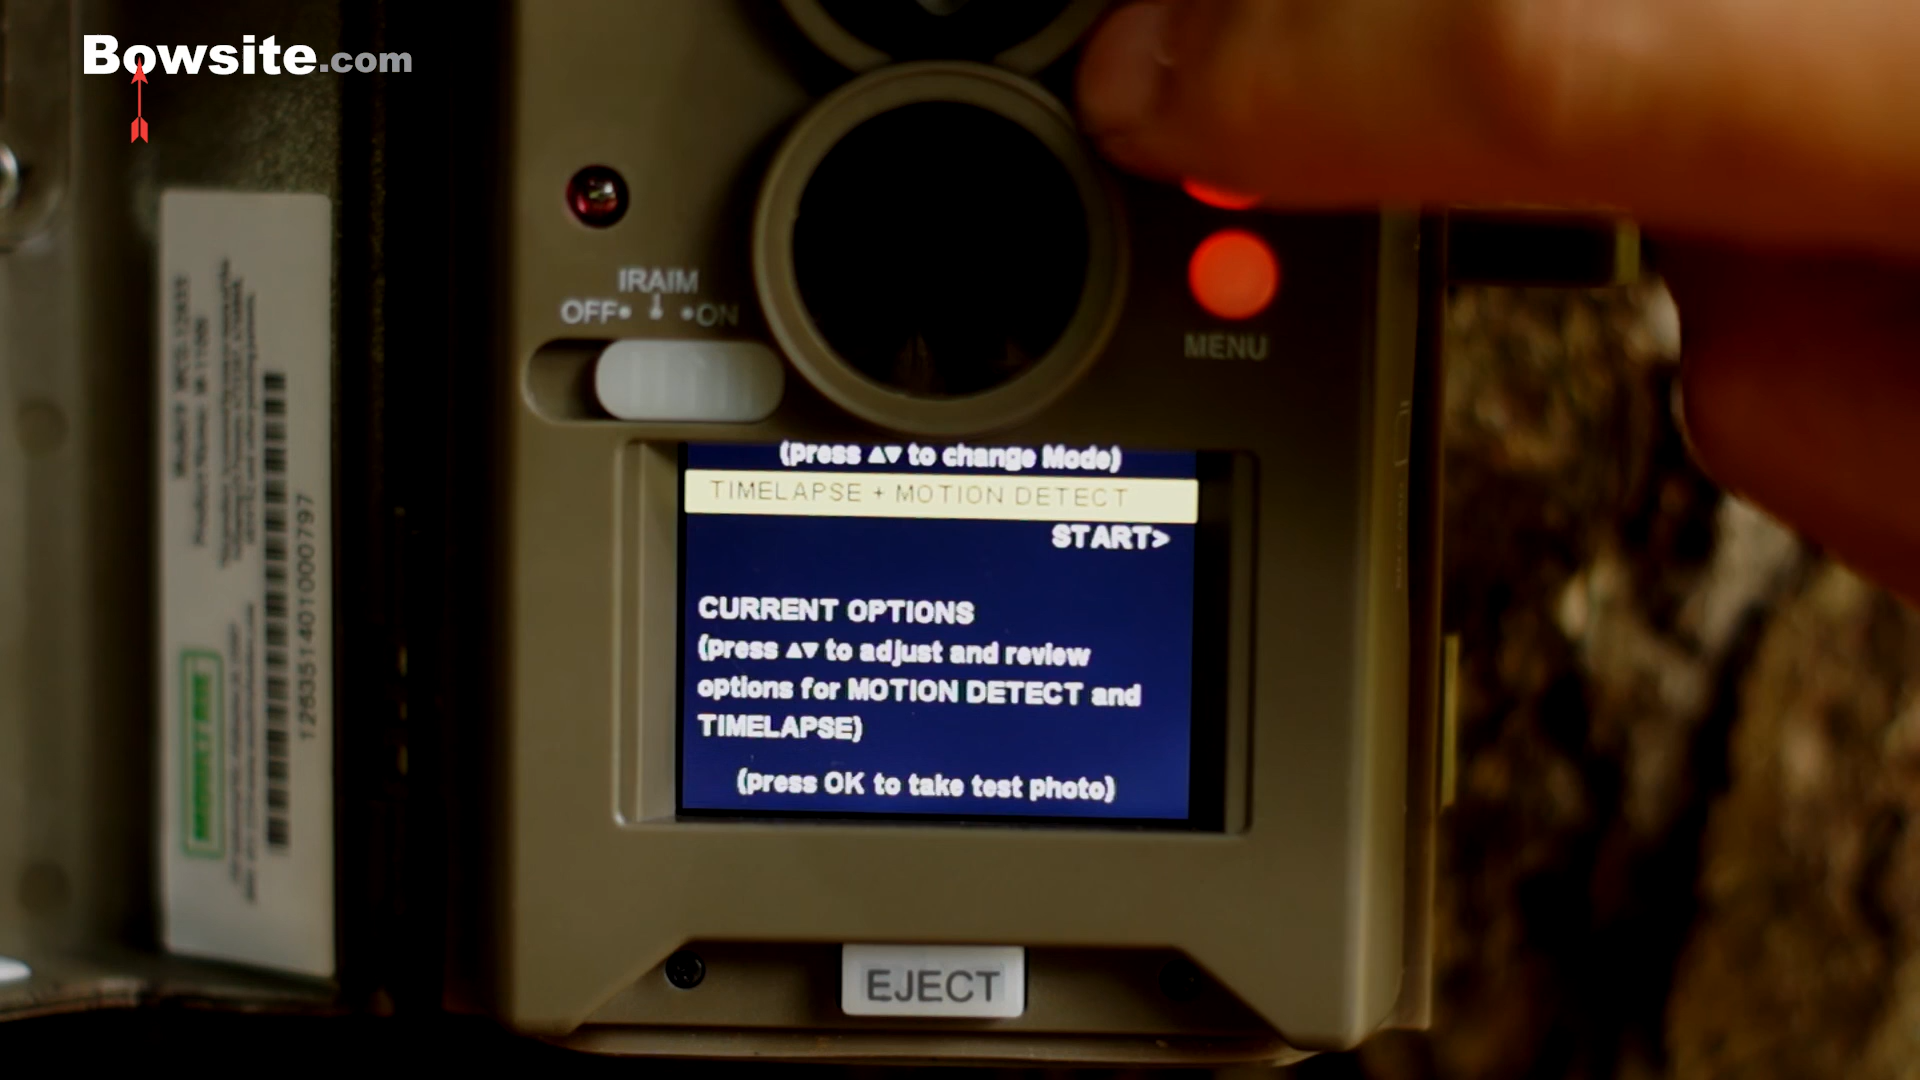 Bowsite.com
IRAIM
OFF• •ON
MENU
(press ▲▼ to change Mode)
TIMELAPSE + MOTION DETECT
START>
CURRENT OPTIONS
(press ▲▼ to adjust and review
options for MOTION DETECT and
TIMELAPSE)
(press OK to take test photo)
EJECT